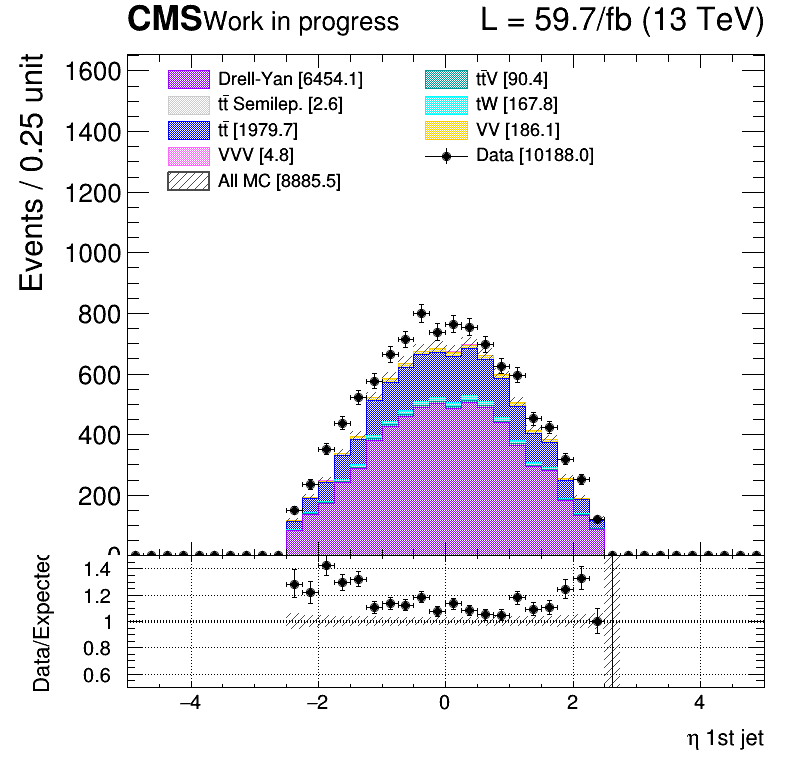 CMS Work in progress L = 59.7/fb (13 TeV)
Events / 0.25 unit
1600
1400
1200
1000
800
600
400
200
0
Drell-Yan [6454.1]
tt̄ Semilep. [2.6]
tt̄ [1979.7]
VVV [4.8]
All MC [8885.5]
tt̄V [90.4]
tW [167.8]
VV [186.1]
Data [10188.0]
Data/Expected
1.4
1.2
1
0.8
0.6
−4 −2 0 2 4
η 1st jet